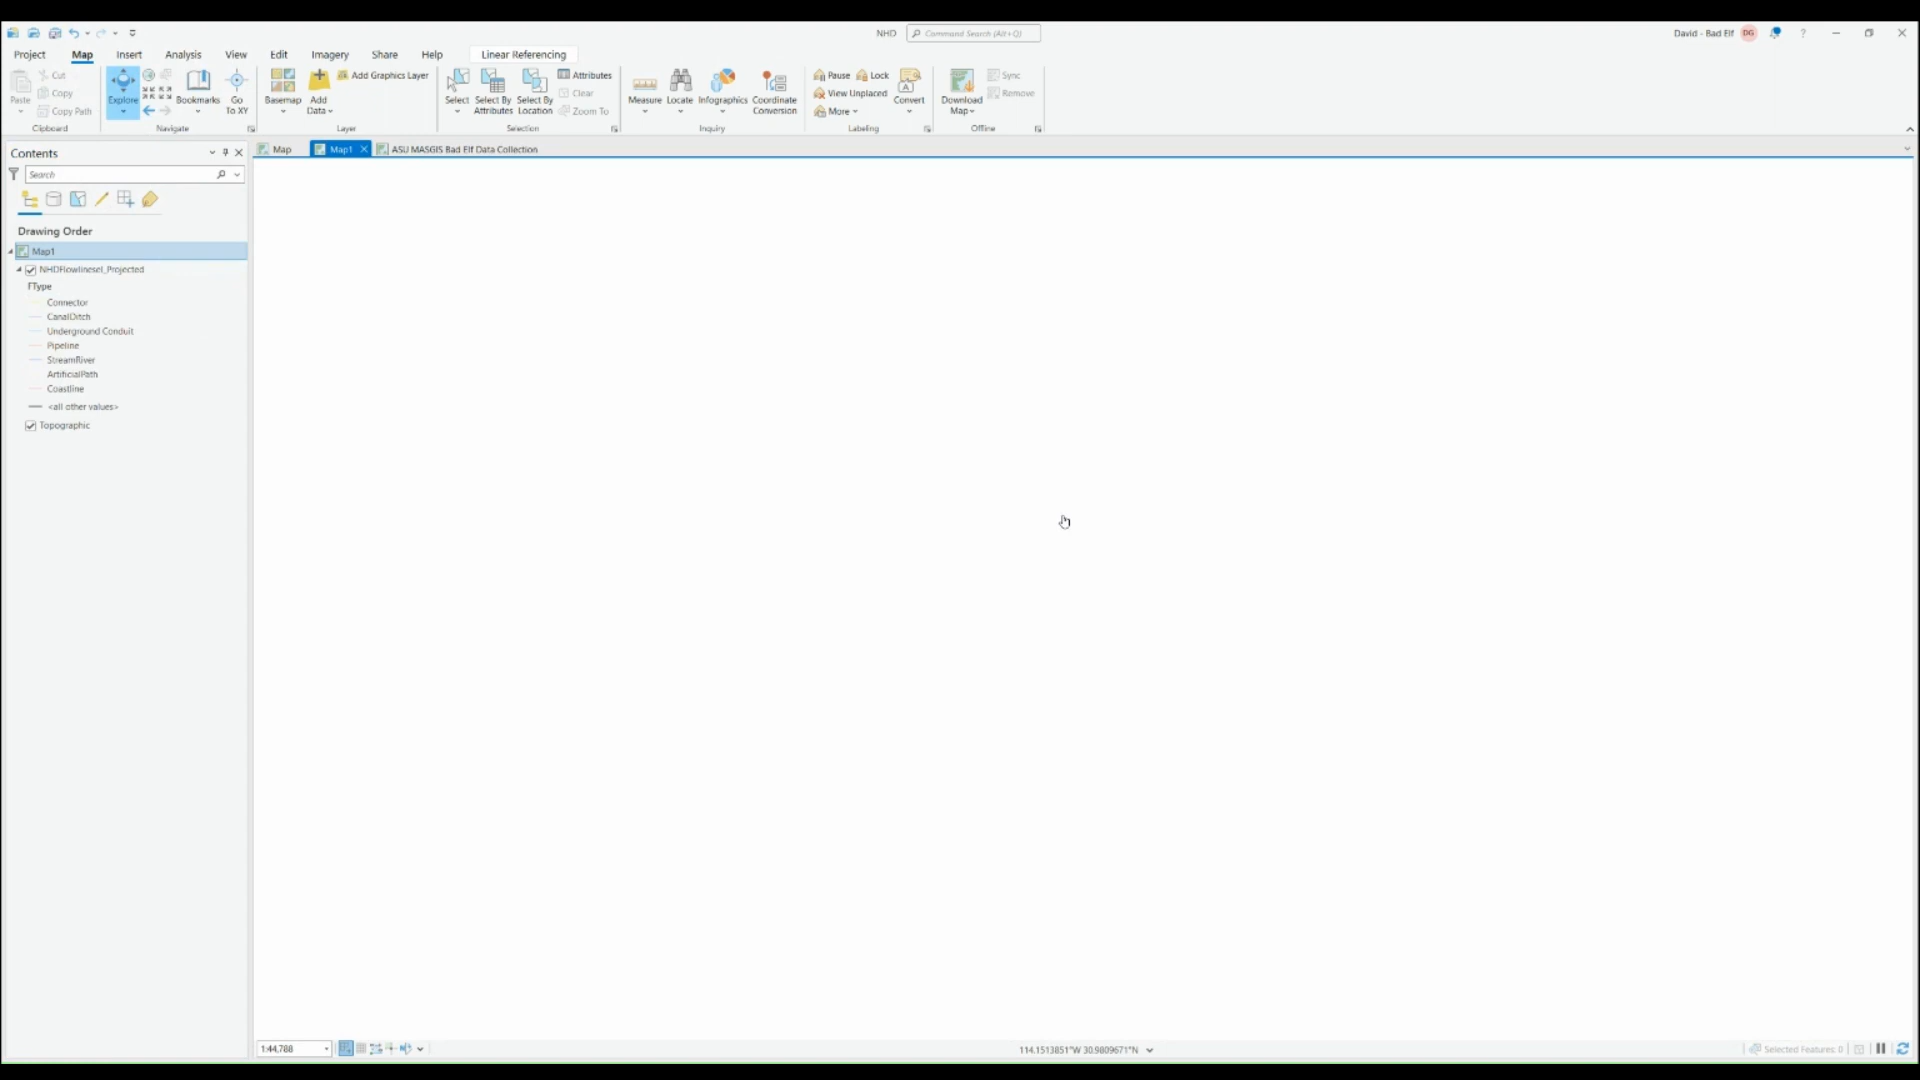 NHD
Command Search (Alt+Q)
David - Bad Elf
DG
Project
Map
Insert
Analysis
View
Edit
Imagery
Share
Help
Linear Referencing
Paste
Cut
Copy
Copy Path
Clipboard
Explore
Bookmarks
Go
To XY
Navigate
Basemap
Add
Data
Add Graphics Layer
Layer
Select
Select By
Attributes
Select By
Location
Attributes
Clear
Zoom To
Selection
Measure
Locate
Infographics
Coordinate
Conversion
Inquiry
Pause
Lock
View Unplaced
More
Convert
Labeling
Download
Map
Sync
Remove
Offline
Contents
Search
Map
Map1
ASU MASGIS Bad Elf Data Collection
Drawing Order
Map1
NHDFlowlinesel_Projected
FType
Connector
CanalDitch
Underground Conduit
Pipeline
StreamRiver
ArtificialPath
Coastline
<all other values>
Topographic
1:44,788
114.1513851°W 30.9809671°N
Selected Features: 0